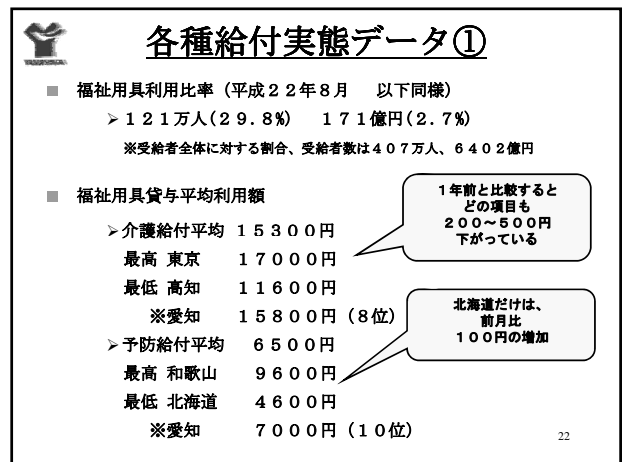 各種給付実態データ①
■ 福祉用具利用比率（平成２２年８月　以下同様）
➢１２１万人(２９．８%)　１７１億円(２．７%)
※受給者全体に対する割合、受給者数は４０７万人、６４０２億円
■ 福祉用具貸与平均利用額
➢介護給付平均 １５３００円
最高 東京　１７０００円
最低 高知　１１６００円
※愛知　１５８００円（８位）
➢予防給付平均　６５００円
最高 和歌山　９６００円
最低 北海道　４６００円
※愛知　７０００円（１０位）
１年前と比較すると
どの項目も
２００～５００円
下がっている
北海道だけは、
前月比
１００円の増加
22